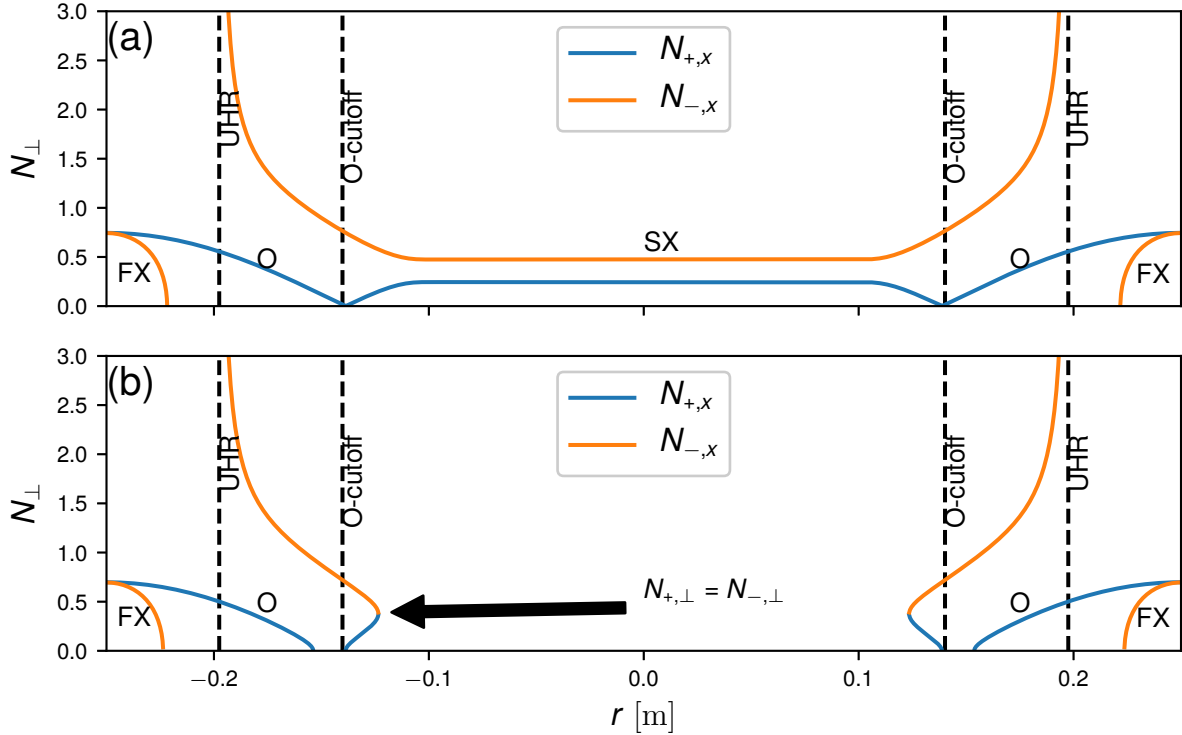 (a)
N₊,ₓ
N₋,ₓ
UHR
O-cutoff
O-cutoff
UHR
3.0
2.5
2.0
1.5
1.0
0.5
0.0
N⊥
FX
O
SX
O
FX
(b)
N₊,ₓ
N₋,ₓ
UHR
O-cutoff
O-cutoff
UHR
3.0
2.5
2.0
1.5
1.0
0.5
0.0
N⊥
FX
O
N₊,⊥ = N₋,⊥
O
FX
−0.2
−0.1
0.0
0.1
0.2
r [m]